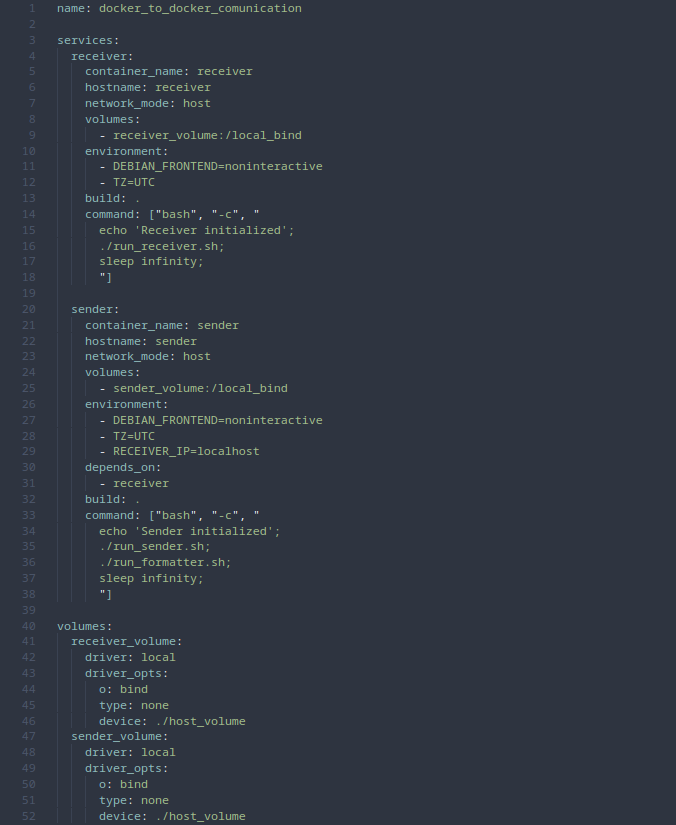 1 name: docker_to_docker_comunication
2
3 services:
4   receiver:
5     container_name: receiver
6     hostname: receiver
7     network_mode: host
8     volumes:
9       - receiver_volume:/local_bind
10     environment:
11       - DEBIAN_FRONTEND=noninteractive
12       - TZ=UTC
13     build: .
14     command: ["bash", "-c", "
15       echo 'Receiver initialized';
16       ./run_receiver.sh;
17       sleep infinity;
18       "]
19
20   sender:
21     container_name: sender
22     hostname: sender
23     network_mode: host
24     volumes:
25       - sender_volume:/local_bind
26     environment:
27       - DEBIAN_FRONTEND=noninteractive
28       - TZ=UTC
29       - RECEIVER_IP=localhost
30     depends_on:
31       - receiver
32     build: .
33     command: ["bash", "-c", "
34       echo 'Sender initialized';
35       ./run_sender.sh;
36       ./run_formatter.sh;
37       sleep infinity;
38       "]
39
40 volumes:
41   receiver_volume:
42     driver: local
43     driver_opts:
44       o: bind
45       type: none
46       device: ./host_volume
47   sender_volume:
48     driver: local
49     driver_opts:
50       o: bind
51       type: none
52       device: ./host_volume